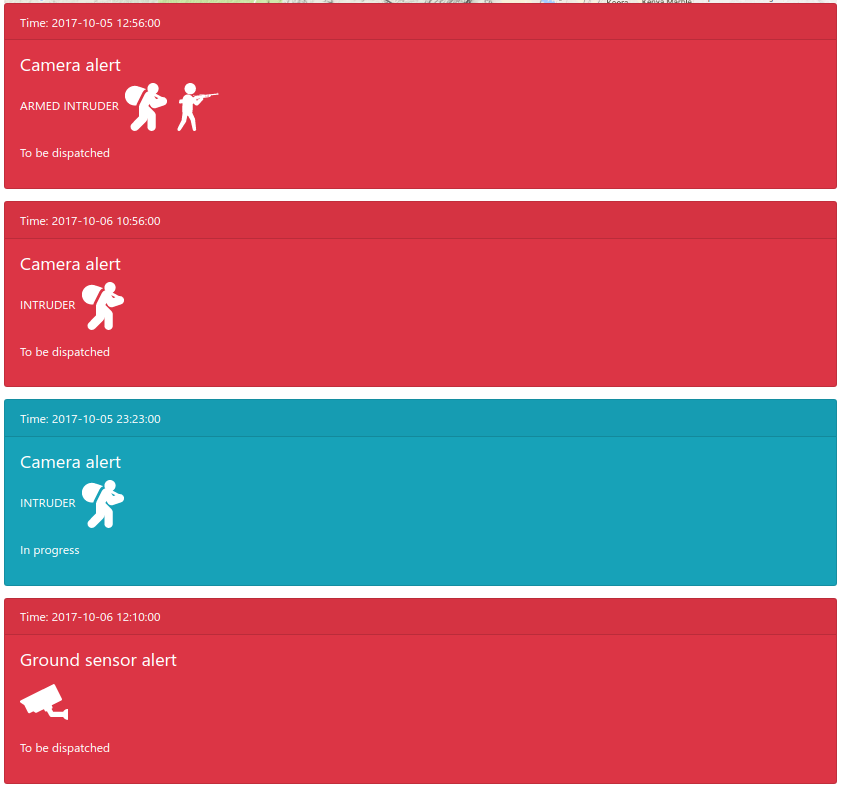 Time: 2017-10-05 12:56:00
Camera alert
ARMED INTRUDER
To be dispatched
Time: 2017-10-06 10:56:00
Camera alert
INTRUDER
To be dispatched
Time: 2017-10-05 23:23:00
Camera alert
INTRUDER
In progress
Time: 2017-10-06 12:10:00
Ground sensor alert
To be dispatched